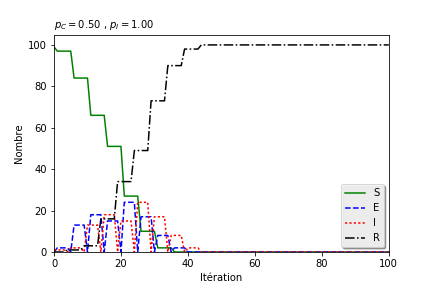 p_C = 0.50 , p_I = 1.00
100
80
60
40
20
0
Nombre
0 20 40 60 80 100
Itération
S
E
I
R